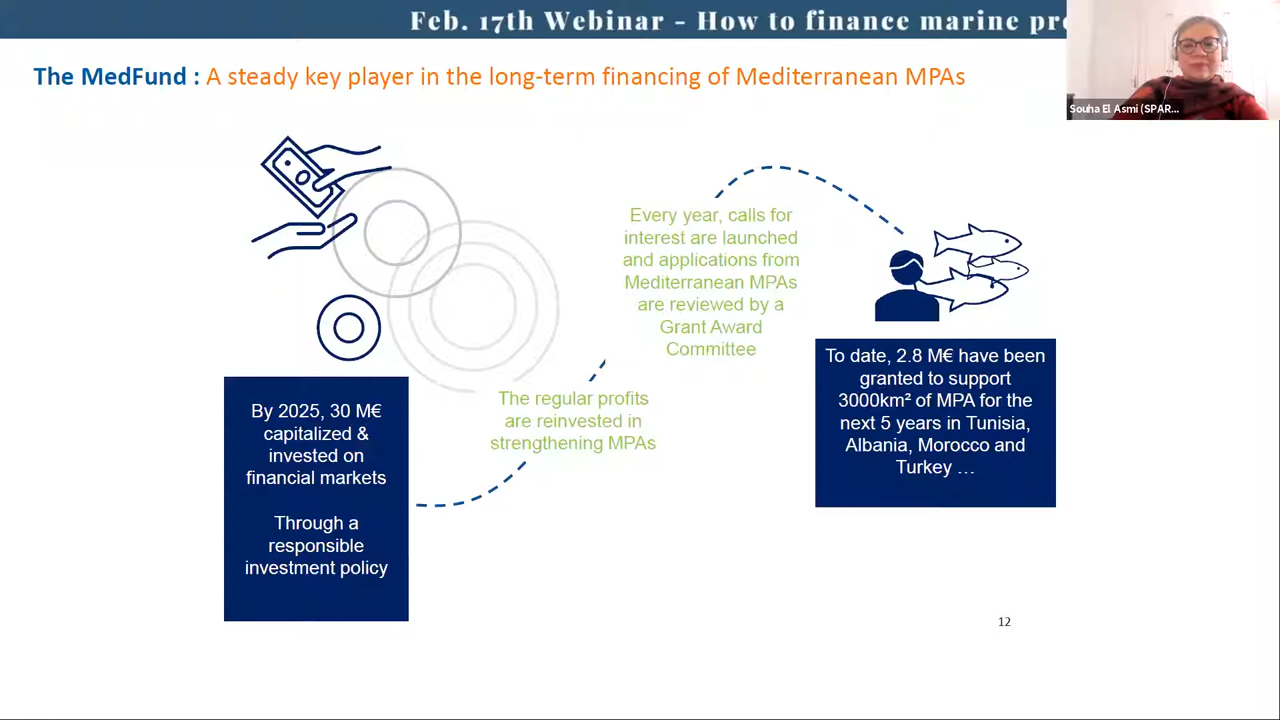 Feb. 17th Webinar - How to finance marine
Souha El Asmi (SPAR...
The MedFund : A steady key player in the long-term financing of Mediterranean MPAs
By 2025, 30 M€
capitalized &
invested on
financial markets
Through a
responsible
investment policy
The regular profits
are reinvested in
strengthening MPAs
Every year, calls for
interest are launched
and applications from
Mediterranean MPAs
are reviewed by a
Grant Award
Committee
To date, 2.8 M€ have been
granted to support
3000km² of MPA for the
next 5 years in Tunisia,
Albania, Morocco and
Turkey …
12